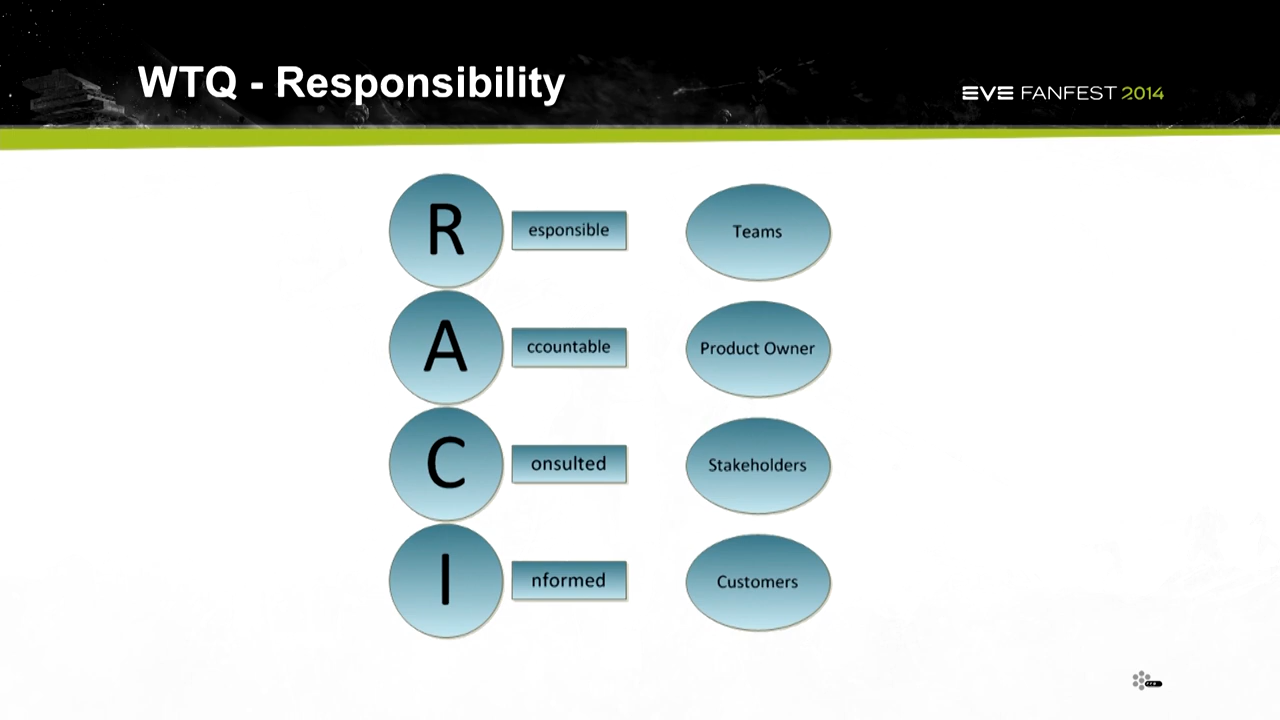 WTQ - Responsibility
EVE FANFEST 2014
R esponsible Teams
A ccountable Product Owner
C onsulted Stakeholders
I nformed Customers